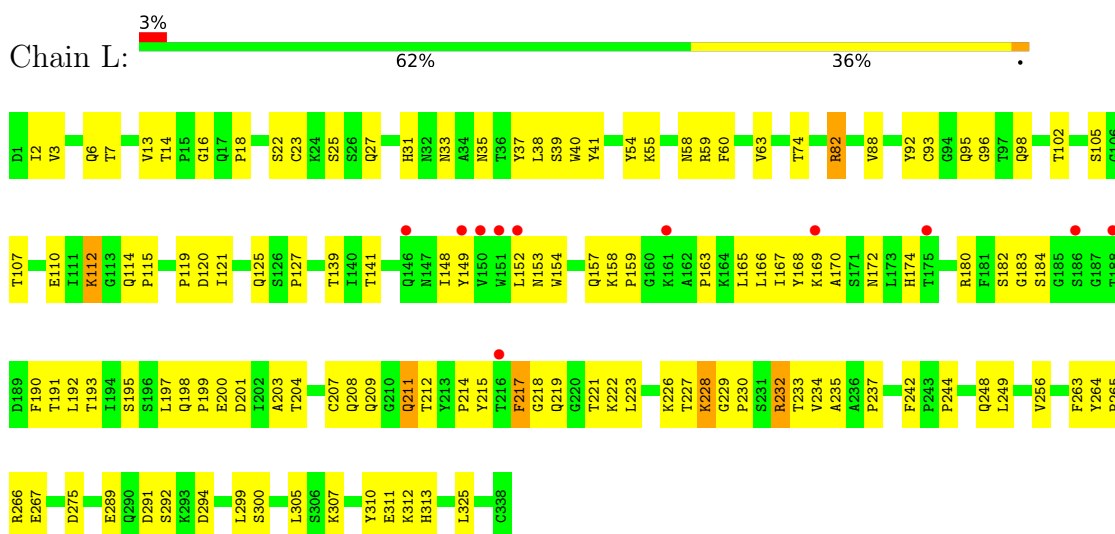 3%
Chain L:
62% 36% •
D1 I2 V3 Q6 T7 V13 T14 P15 G16 Q17 P18 S22 C23 K24 S25 S26 Q27 H31 N32 N33 A34 N35 T36 Y37 L38 S39 W40 Y41 Y54 K55 N58 R59 F60 V63 T74 R82 V88 Y92 C93 G94 Q95 G96 T97 Q98 T102 S105
T107 E110 I111 K112 G113 Q114 P115 P119 D120 I121 Q125 S126 P127 T139 I140 T141 Q146 N147 I148 Y149 V150 W151 L152 N153 W154 Q157 K158 P159 G160 K161 A162 P163 K164 L165 L166 I167 Y168 K169 A170 S171 N172 L173 H174 T175 R180 F181 S182 G183 S184 G185 S186 G187
D189 F190 T191 L192 T193 I194 S195 S196 L197 Q198 P199 E200 D201 I202 A203 T204 C207 Q208 Q209 G210 Q211 T212 Y213 P214 Y215 T216 F217 G218 Q219 G220 T221 K222 L223 K226 T227 K228 G229 P230 S231 R232 T233 V234 A235 A236 P237 F242 P243 P244 Q248 L249 V256 F263 Y264 P265
R266 E267 D275 E289 Q290 D291 S292 K293 D294 L299 S300 L305 S306 K307 Y310 E311 K312 H313 L325 C338